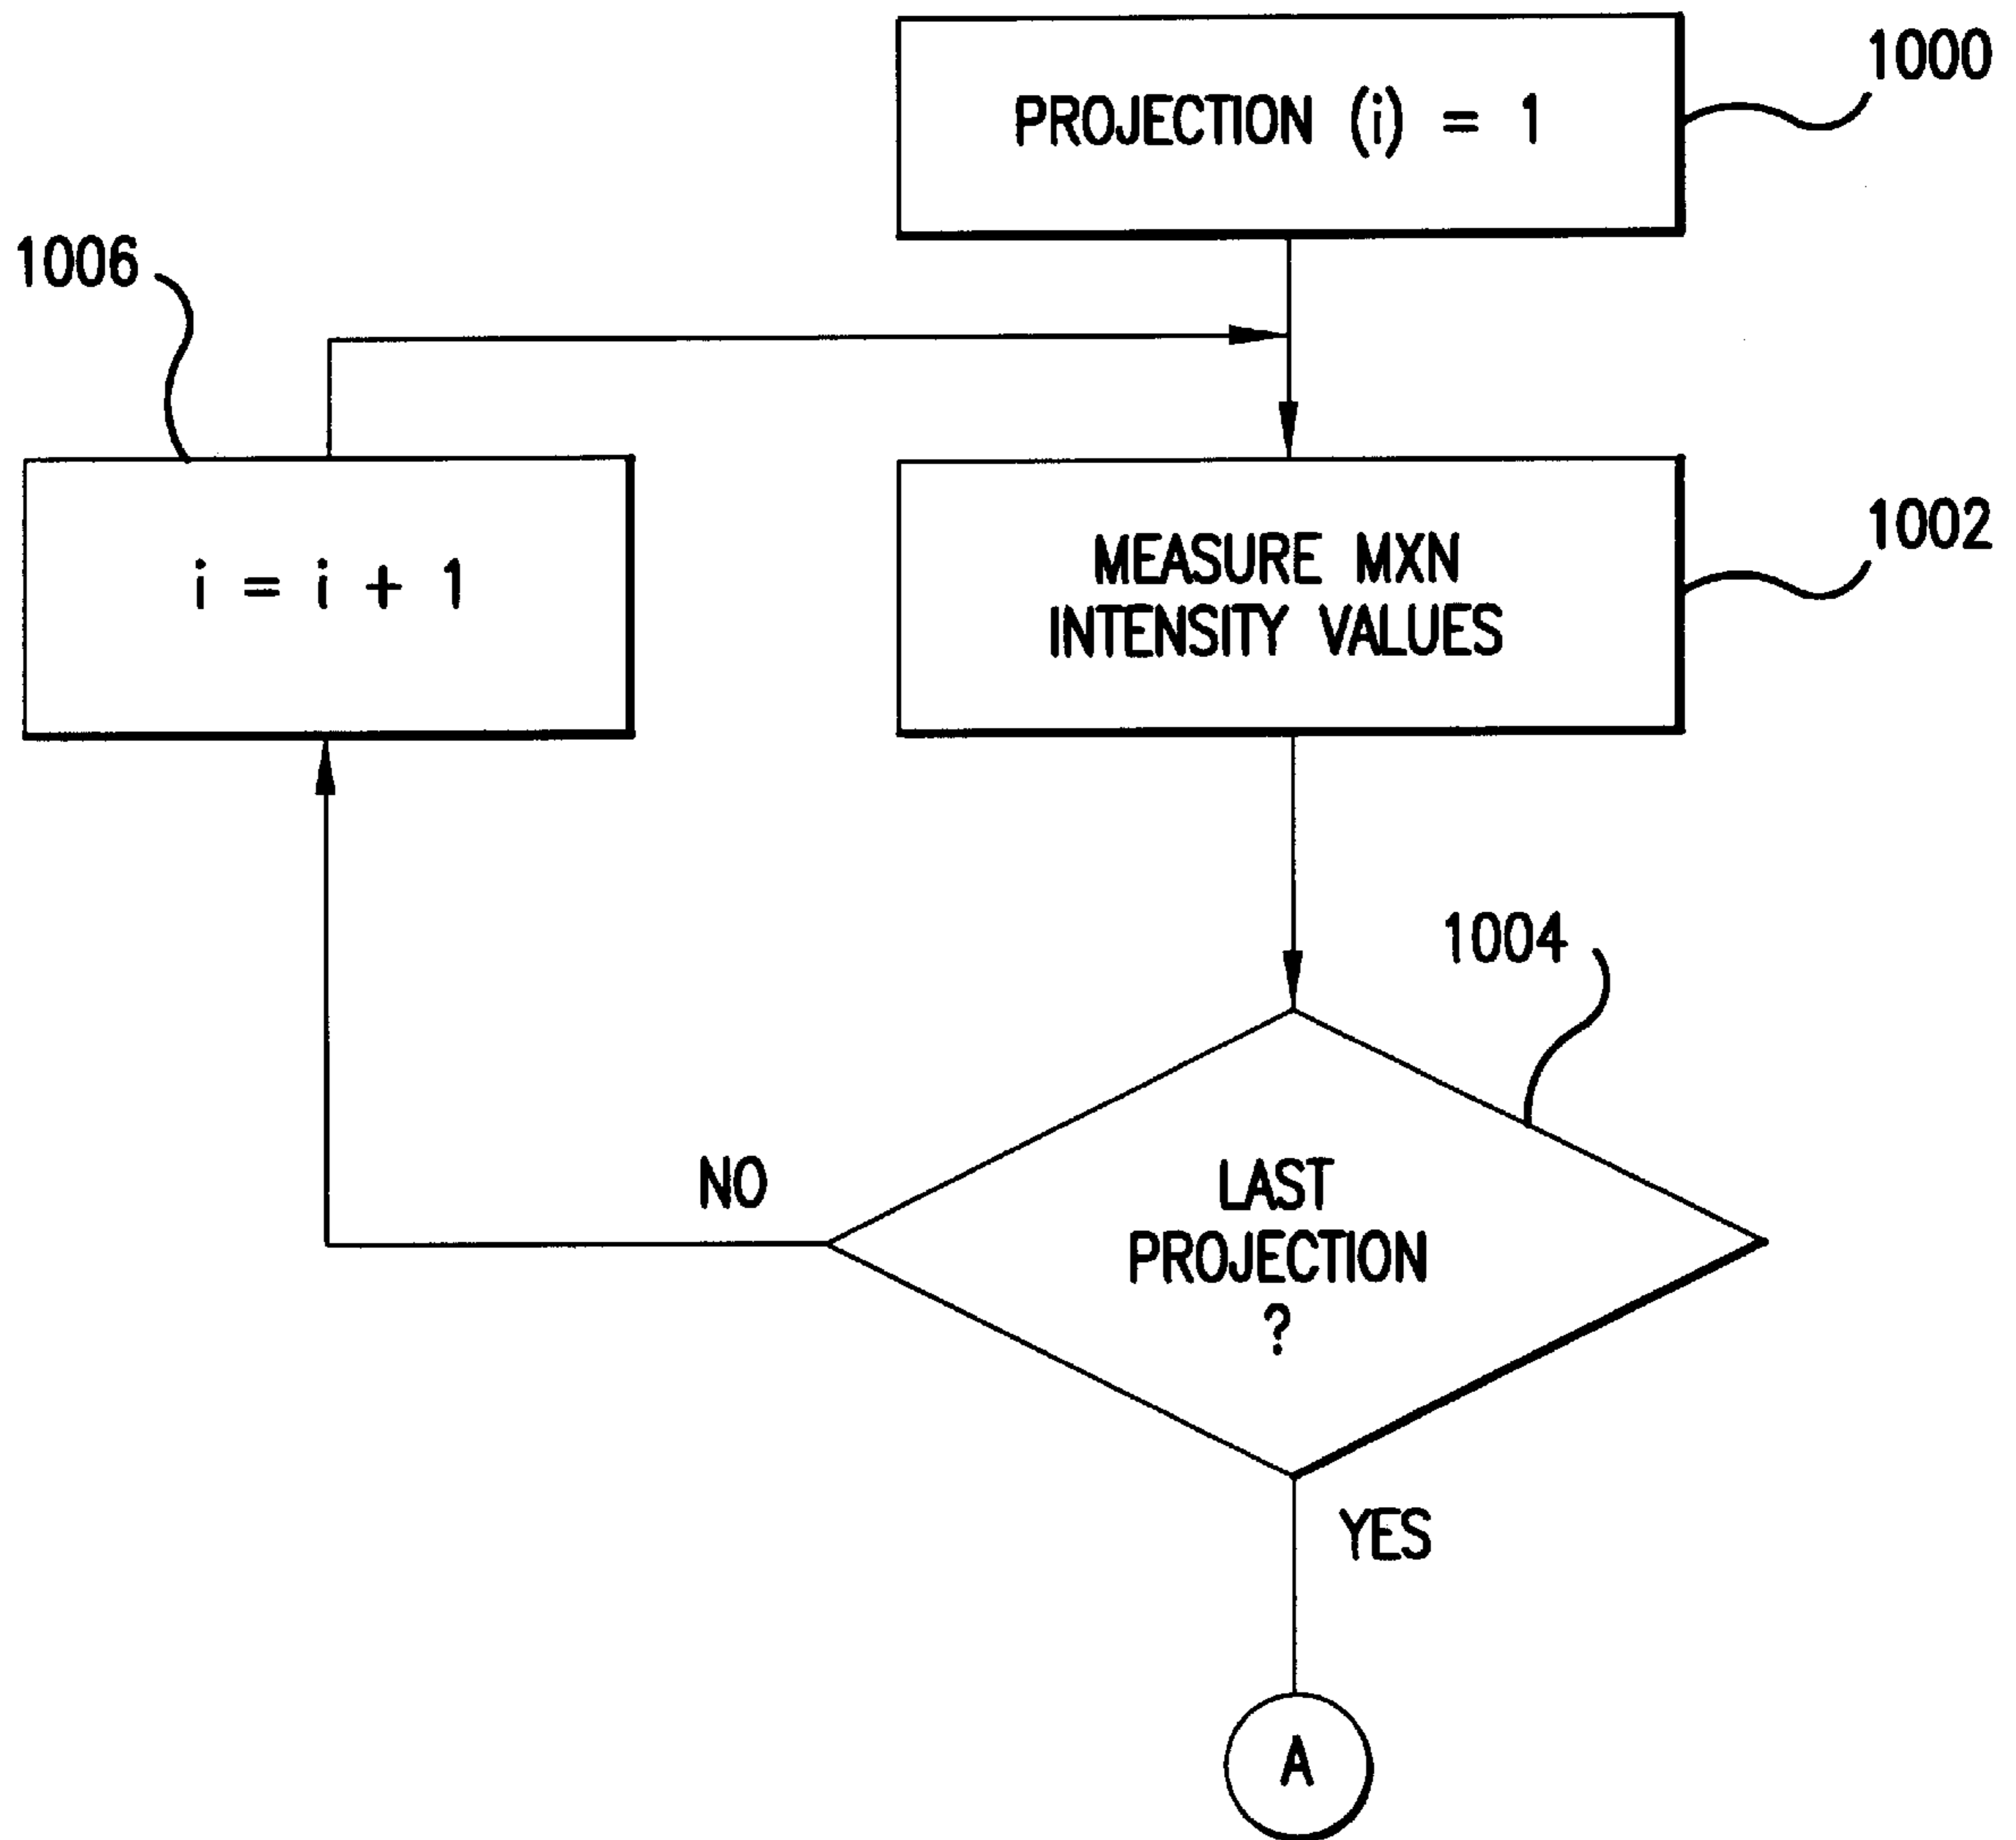 PROJECTION (i) = 1
1000
1006
i = i + 1
MEASURE MXN
INTENSITY VALUES
1002
1004
LAST
PROJECTION
?
NO
YES
A